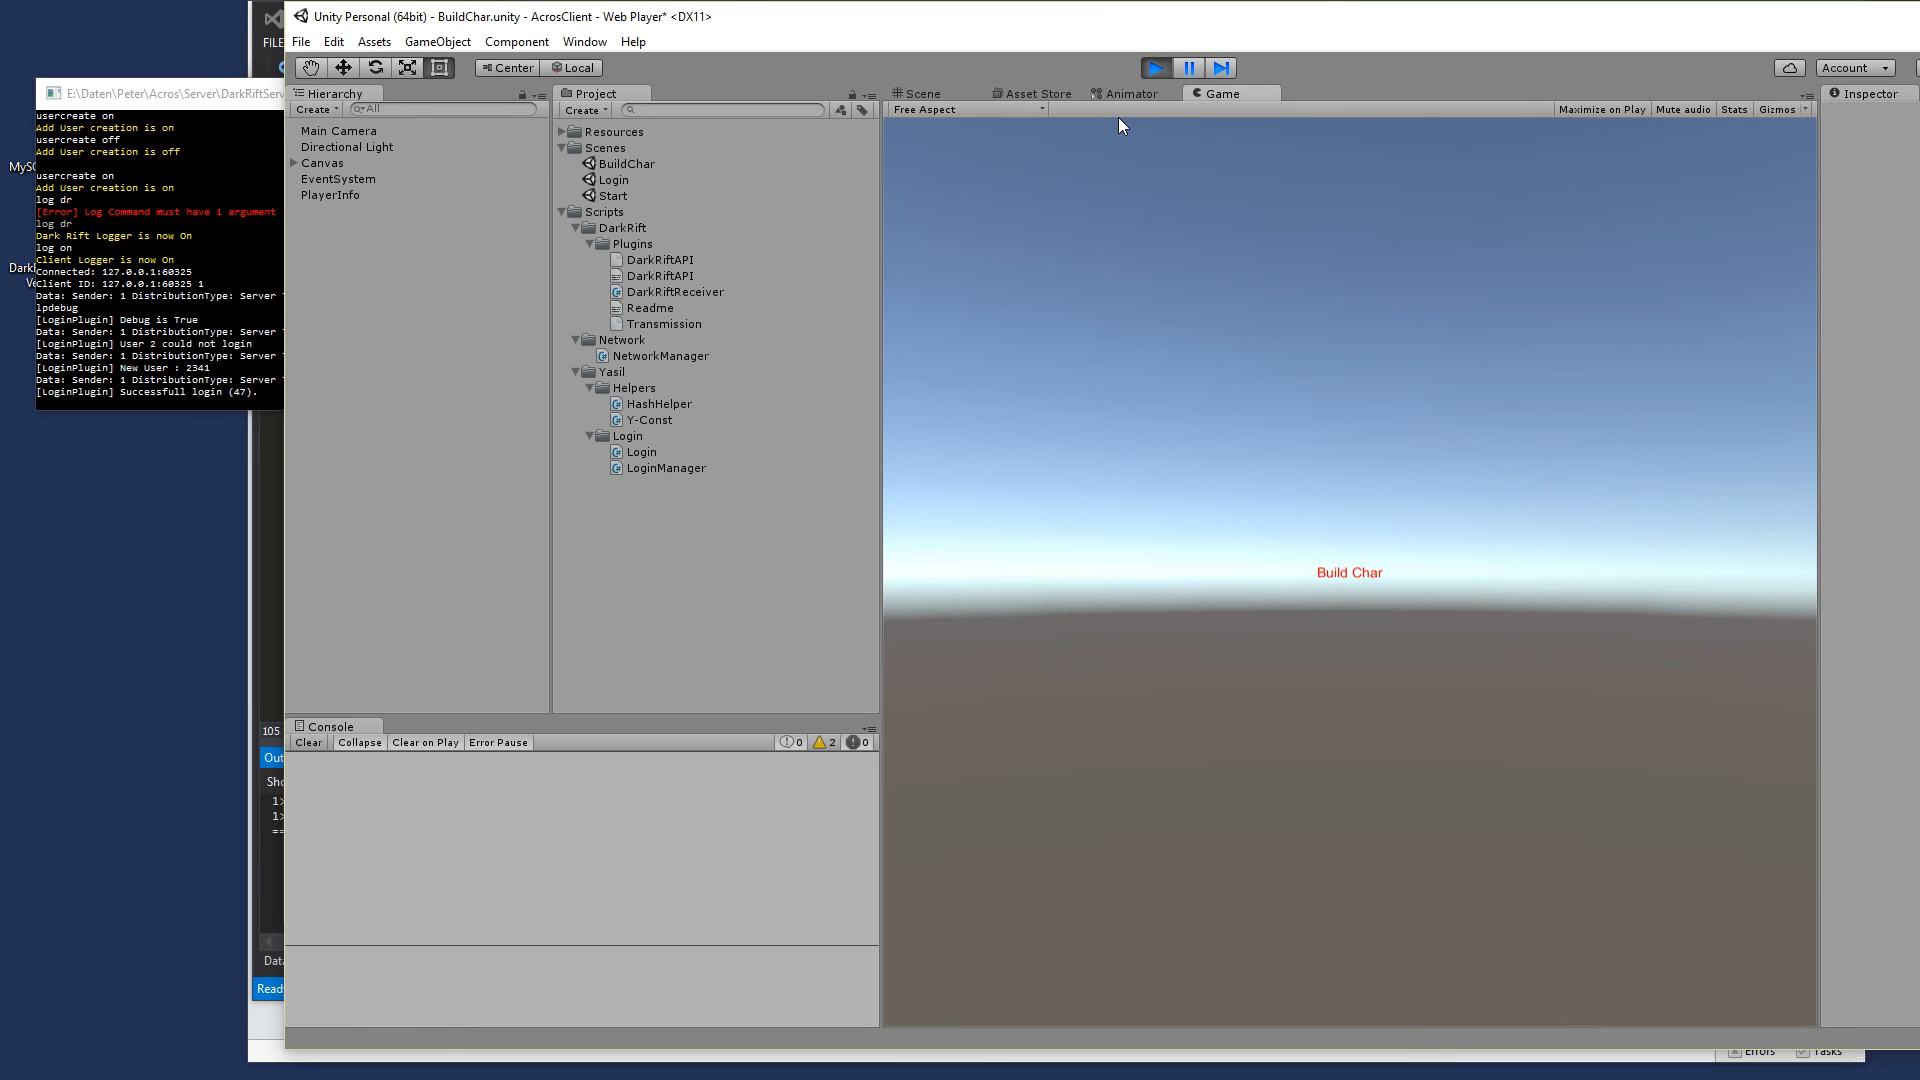 Unity Personal (64bit) - BuildChar.unity - AcrosClient - Web Player* <DX11>
FILE
File Edit Assets GameObject Component Window Help
Center Local
Account
E:\Daten\Peter\Acros\Server\DarkRiftServ
usercreate on
Add User creation is on
usercreate off
Add User creation is off
usercreate on
Add User creation is on
log dr
[Error] Log Command must have 1 argument
log dr
Dark Rift Logger is now On
log on
Client Logger is now On
Connected: 127.0.0.1:60325
Client ID: 127.0.0.1:60325 1
Data: Sender: 1 DistributionType: Server
lpdebug
[LoginPlugin] Debug is True
Data: Sender: 1 DistributionType: Server
[LoginPlugin] User 2 could not login
Data: Sender: 1 DistributionType: Server
[LoginPlugin] New User : 2341
Data: Sender: 1 DistributionType: Server
[LoginPlugin] Successfull login (47).
Hierarchy
Create All
Main Camera
Directional Light
Canvas
EventSystem
PlayerInfo
Project
Create
Resources
Scenes
BuildChar
Login
Start
Scripts
DarkRift
Plugins
DarkRiftAPI
DarkRiftAPI
DarkRiftReceiver
Readme
Transmission
Network
NetworkManager
Yasil
Helpers
HashHelper
Y-Const
Login
Login
LoginManager
Scene Asset Store Animator Game
Free Aspect Maximize on Play Mute audio Stats Gizmos
Build Char
Inspector
Console
Clear Collapse Clear on Play Error Pause 0 2 0
105
Out
1>
1>
==
Ready
Errors Tasks